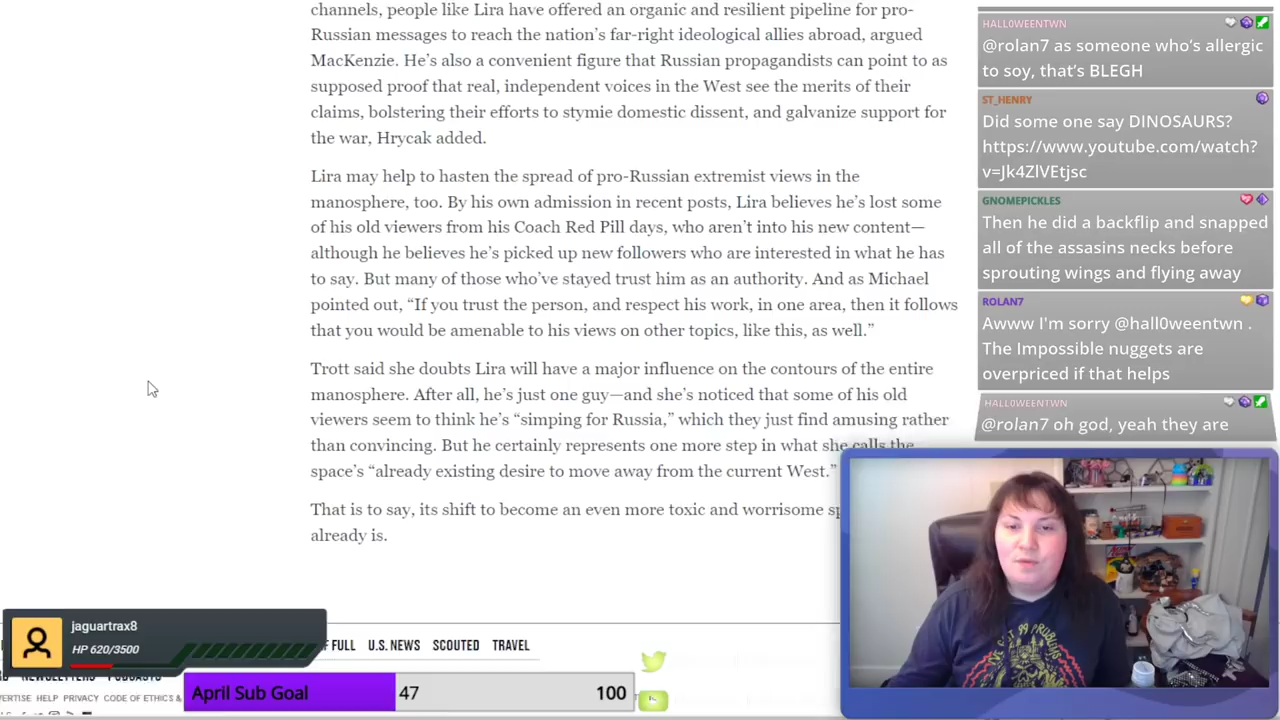 channels, people like Lira have offered an organic and resilient pipeline for pro-
Russian messages to reach the nation's far-right ideological allies abroad, argued
MacKenzie. He's also a convenient figure that Russian propagandists can point to as
supposed proof that real, independent voices in the West see the merits of their
claims, bolstering their efforts to stymie domestic dissent, and galvanize support for
the war, Hrycak added.
Lira may help to hasten the spread of pro-Russian extremist views in the
manosphere, too. By his own admission in recent posts, Lira believes he's lost some
of his old viewers from his Coach Red Pill days, who aren't into his new content—
although he believes he's picked up new followers who are interested in what he has
to say. But many of those who've stayed trust him as an authority. And as Michael
pointed out, “If you trust the person, and respect his work, in one area, then it follows
that you would be amenable to his views on other topics, like this, as well.”
Trott said she doubts Lira will have a major influence on the contours of the entire
manosphere. After all, he's just one guy—and she's noticed that some of his old
viewers seem to think he's “simping for Russia,” which they just find amusing rather
than convincing. But he certainly represents one more step in what she calls the
space's “already existing desire to move away from the current West.”
That is to say, its shift to become an even more toxic and worrisome
already is.
HALL0WEENTWN
@rolan7 as someone who's allergic
to soy, that's BLEGH
ST_HENRY
Did some one say DINOSAURS?
https://www.youtube.com/watch?
v=Jk4ZlVEtjsc
GNOMEPICKLES
Then he did a backflip and snapped
all of the assasins necks before
sprouting wings and flying away
ROLAN7
Awww I'm sorry @hall0weentwn .
The Impossible nuggets are
overpriced if that helps
HALL0WEENTWN
@rolan7 oh god, yeah they are
jaguartrax8
HP 620/3500
FULL U.S. NEWS SCOUTED TRAVEL
NEWSLETTERS PODCASTS
HELP PRIVACY CODE OF ETHICS &
April Sub Goal 47 100